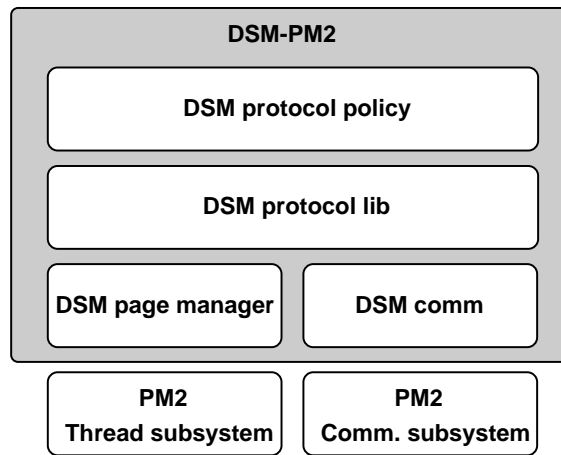 DSM-PM2
DSM protocol policy
DSM protocol lib
DSM page manager
DSM comm
PM2
Thread subsystem
PM2
Comm. subsystem